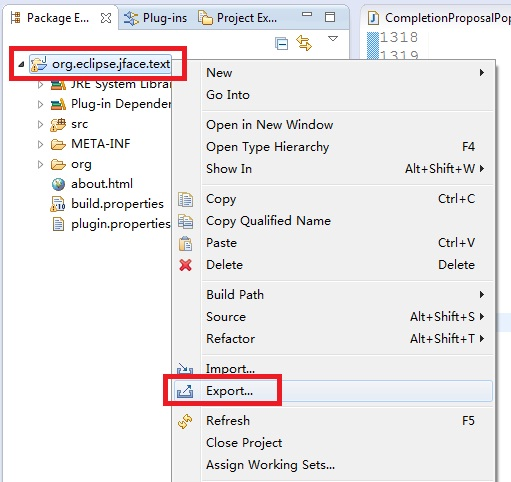 Package E...
Plug-ins
Project Ex...
CompletionProposalPop
1318
1319
org.eclipse.jface.text
JRE System Librar
Plug-in Depender
src
META-INF
org
about.html
build.properties
plugin.properties
New
Go Into
Open in New Window
Open Type Hierarchy F4
Show In Alt+Shift+W
Copy Ctrl+C
Copy Qualified Name
Paste Ctrl+V
Delete Delete
Build Path
Source Alt+Shift+S
Refactor Alt+Shift+T
Import...
Export...
Refresh F5
Close Project
Assign Working Sets...